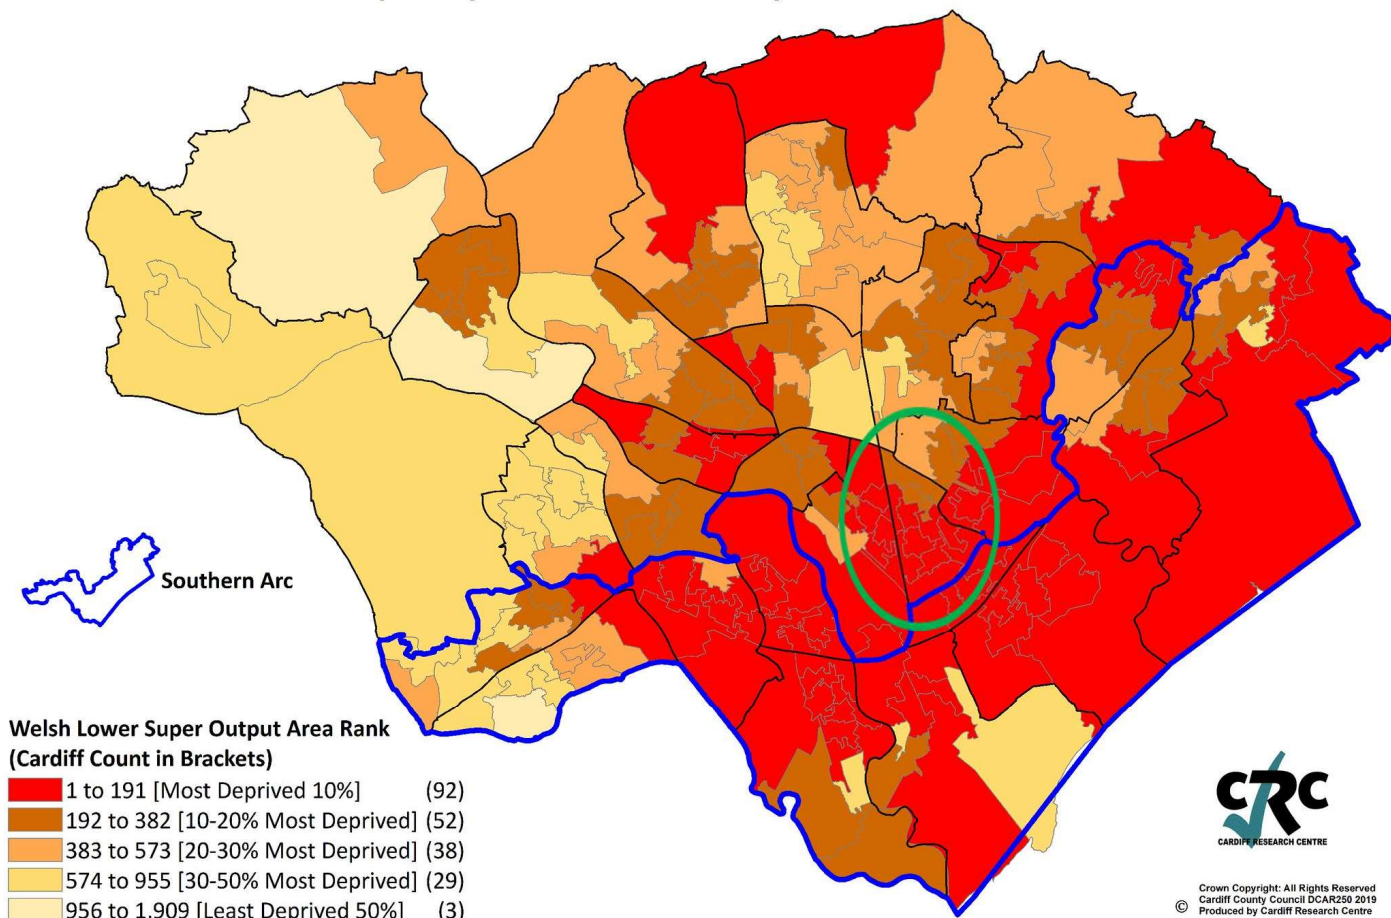 Southern Arc
Welsh Lower Super Output Area Rank
(Cardiff Count in Brackets)
1 to 191 [Most Deprived 10%] (92)
192 to 382 [10-20% Most Deprived] (52)
383 to 573 [20-30% Most Deprived] (38)
574 to 955 [30-50% Most Deprived] (29)
956 to 1,909 [Least Deprived 50%] (3)
CRC
CARDIFF RESEARCH CENTRE
Crown Copyright: All Rights Reserved
Cardiff County Council DCAR250 2019
© Produced by Cardiff Research Centre